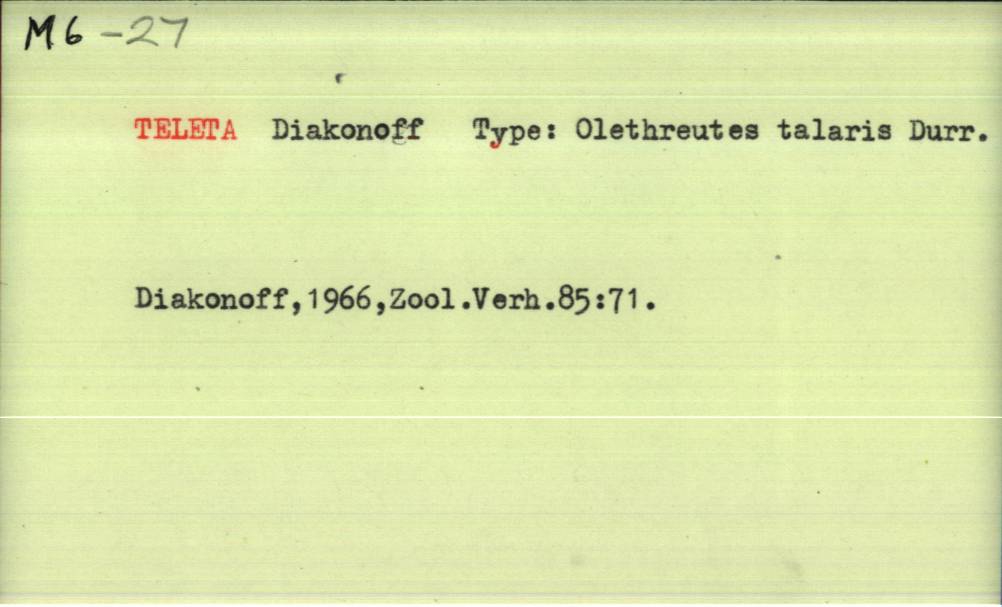 M6-27
TELETA Diakonoff Type: Olethreutes talaris Durr.
Diakonoff,1966,Zool.Verh.85:71.